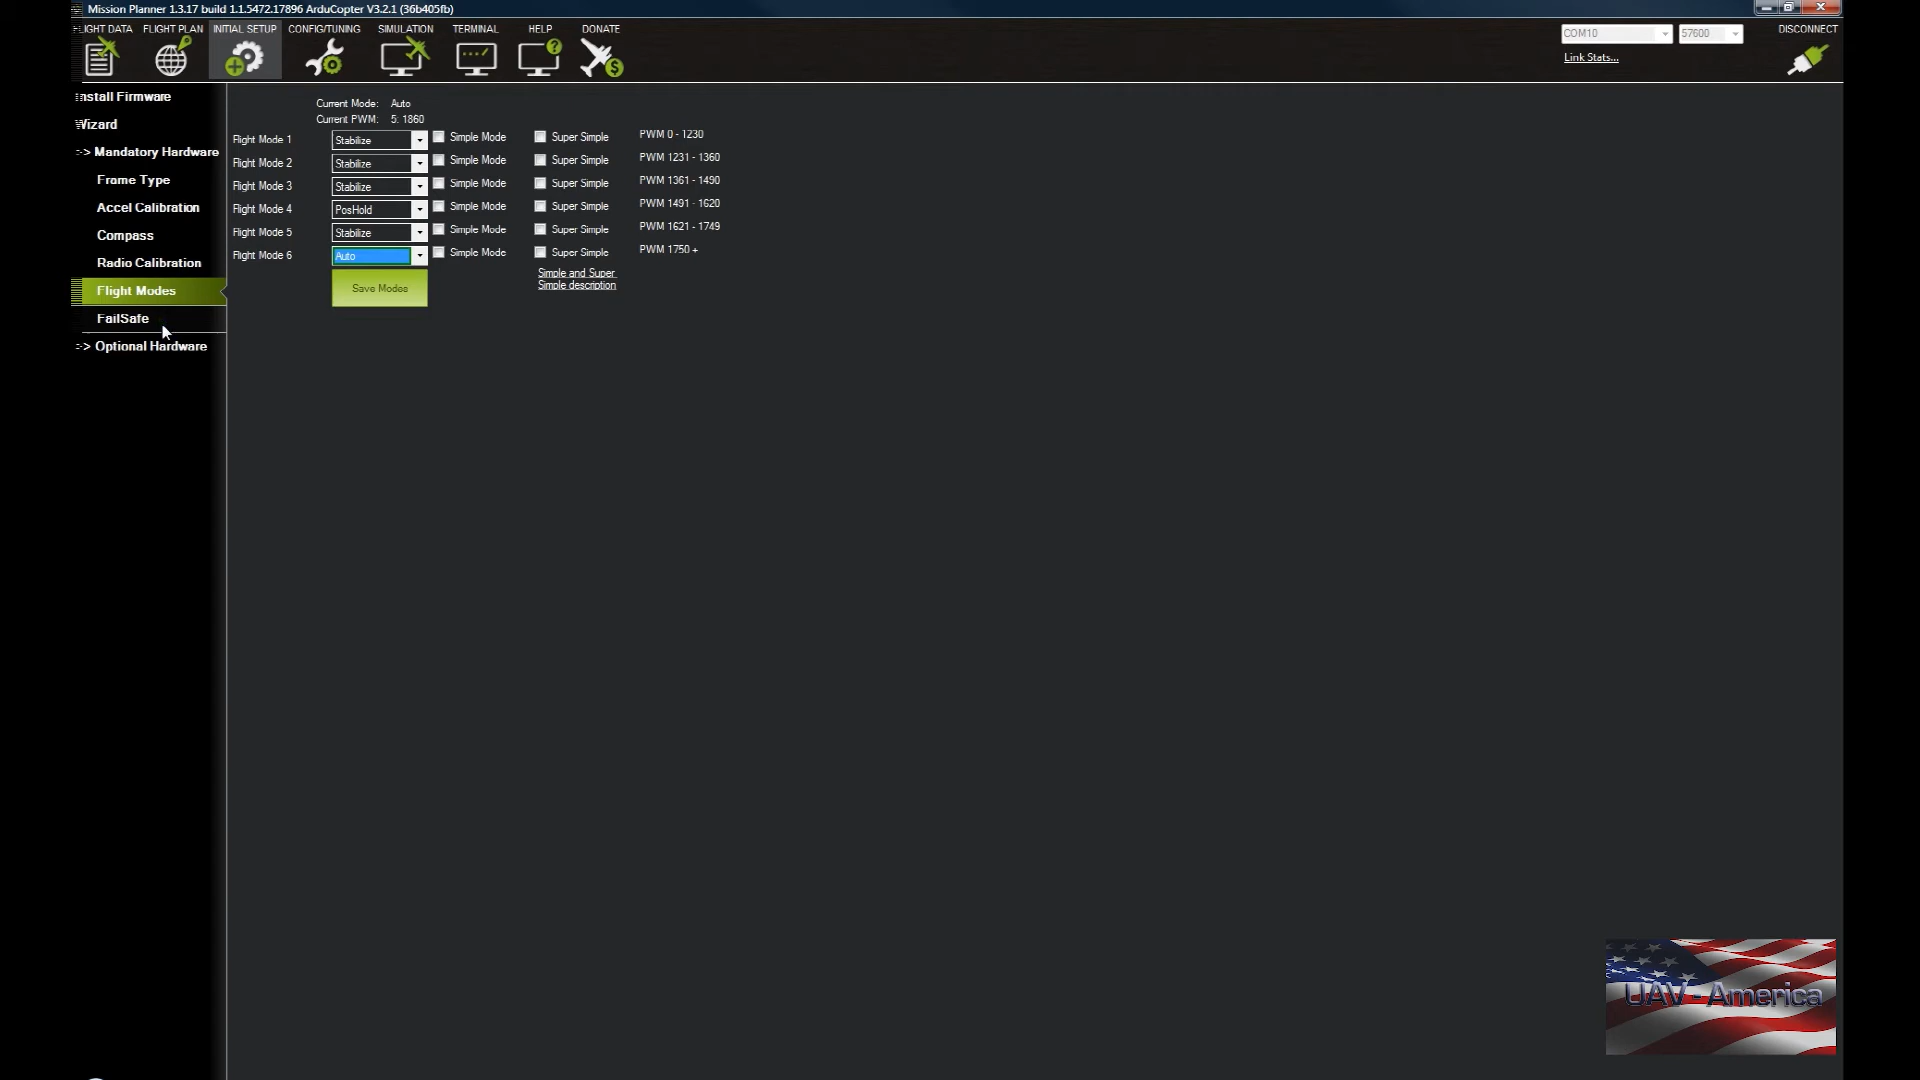 Mission Planner 1.3.17 build 1.1.5472.17896 ArduCopter V3.2.1 (36b405fb)
FLIGHT DATA FLIGHT PLAN INITIAL SETUP CONFIG/TUNING SIMULATION TERMINAL HELP DONATE
COM10 57600 DISCONNECT
Link Stats...
Install Firmware
Wizard
>> Mandatory Hardware
Frame Type
Accel Calibration
Compass
Radio Calibration
Flight Modes
FailSafe
>> Optional Hardware
Current Mode: Auto
Current PWM: 5: 1860
Flight Mode 1 Stabilize Simple Mode Super Simple PWM 0 - 1230
Flight Mode 2 Stabilize Simple Mode Super Simple PWM 1231 - 1360
Flight Mode 3 Stabilize Simple Mode Super Simple PWM 1361 - 1490
Flight Mode 4 PosHold Simple Mode Super Simple PWM 1491 - 1620
Flight Mode 5 Stabilize Simple Mode Super Simple PWM 1621 - 1749
Flight Mode 6 Auto Simple Mode Super Simple PWM 1750 +
Save Modes
Simple and Super
Simple description
UAV - America